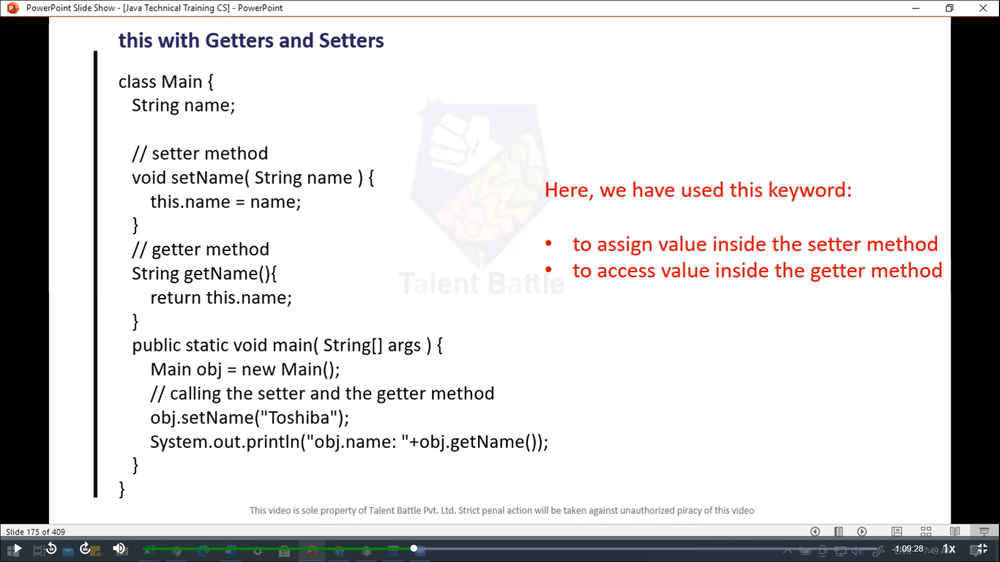 PowerPoint Slide Show - [Java Technical Training CS] - PowerPoint
this with Getters and Setters
class Main {
String name;
// setter method
void setName( String name ) {
this.name = name;
}
// getter method
String getName(){
return this.name;
}
public static void main( String[] args ) {
Main obj = new Main();
// calling the setter and the getter method
obj.setName("Toshiba");
System.out.println("obj.name: "+obj.getName());
}
}
Here, we have used this keyword:
• to assign value inside the setter method
• to access value inside the getter method
Talent Battle
This video is sole property of Talent Battle Pvt. Ltd. Strict penal action will be taken against unauthorized piracy of this video
Slide 175 of 409
10
30
-1:09:28
7:49 AM
1x